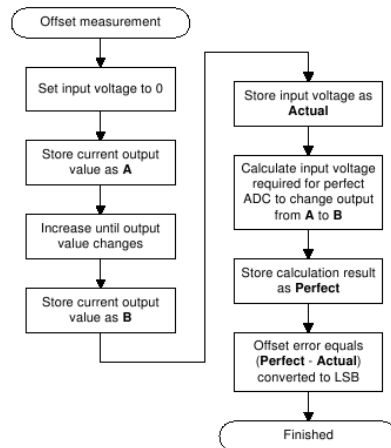 Offset measurement
Set input voltage to 0
Store current output
value as A
Increase until output
value changes
Store current output
value as B
Store input voltage as
Actual
Calculate input voltage
required for perfect
ADC to change output
from A to B
Store calculation result
as Perfect
Offset error equals
(Perfect - Actual)
converted to LSB
Finished